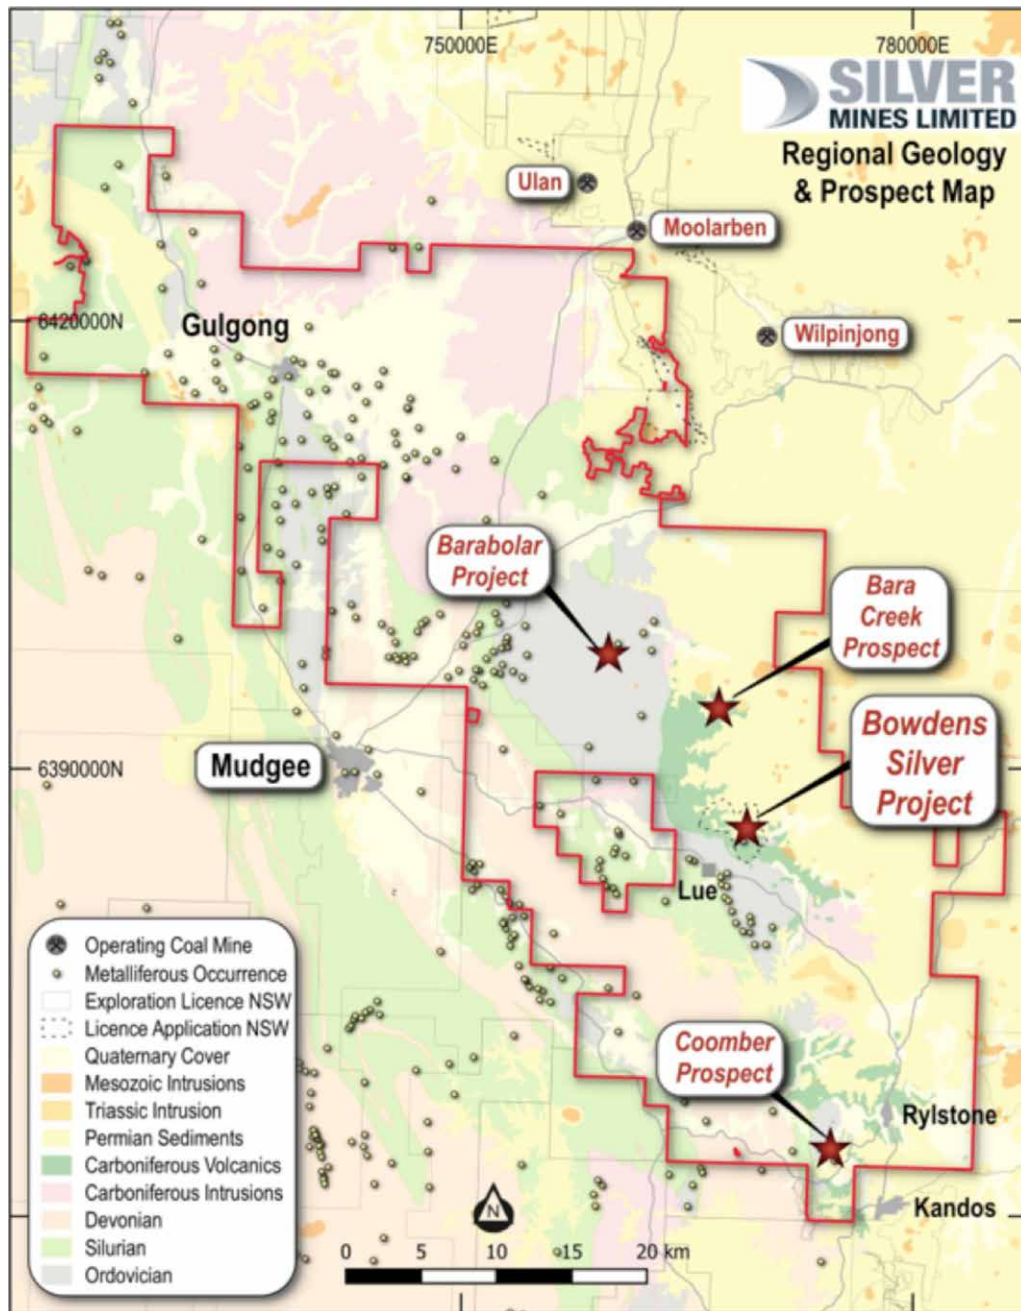 750000E
780000E
SILVER
MINES LIMITED
Regional Geology
& Prospect Map
Ulan
Moolarben
6420000N
Gulgong
Wilpinjong
Barabolar
Project
Bara
Creek
Prospect
Bowdens
Silver
Project
Mudgee
6390000N
Lue
Operating Coal Mine
Metalliferous Occurrence
Exploration Licence NSW
Licence Application NSW
Quaternary Cover
Mesozoic Intrusions
Triassic Intrusion
Permian Sediments
Carboniferous Volcanics
Carboniferous Intrusions
Devonian
Silurian
Ordovician
Coomber
Prospect
Rylstone
Kandos
N
0 5 10 15 20 km